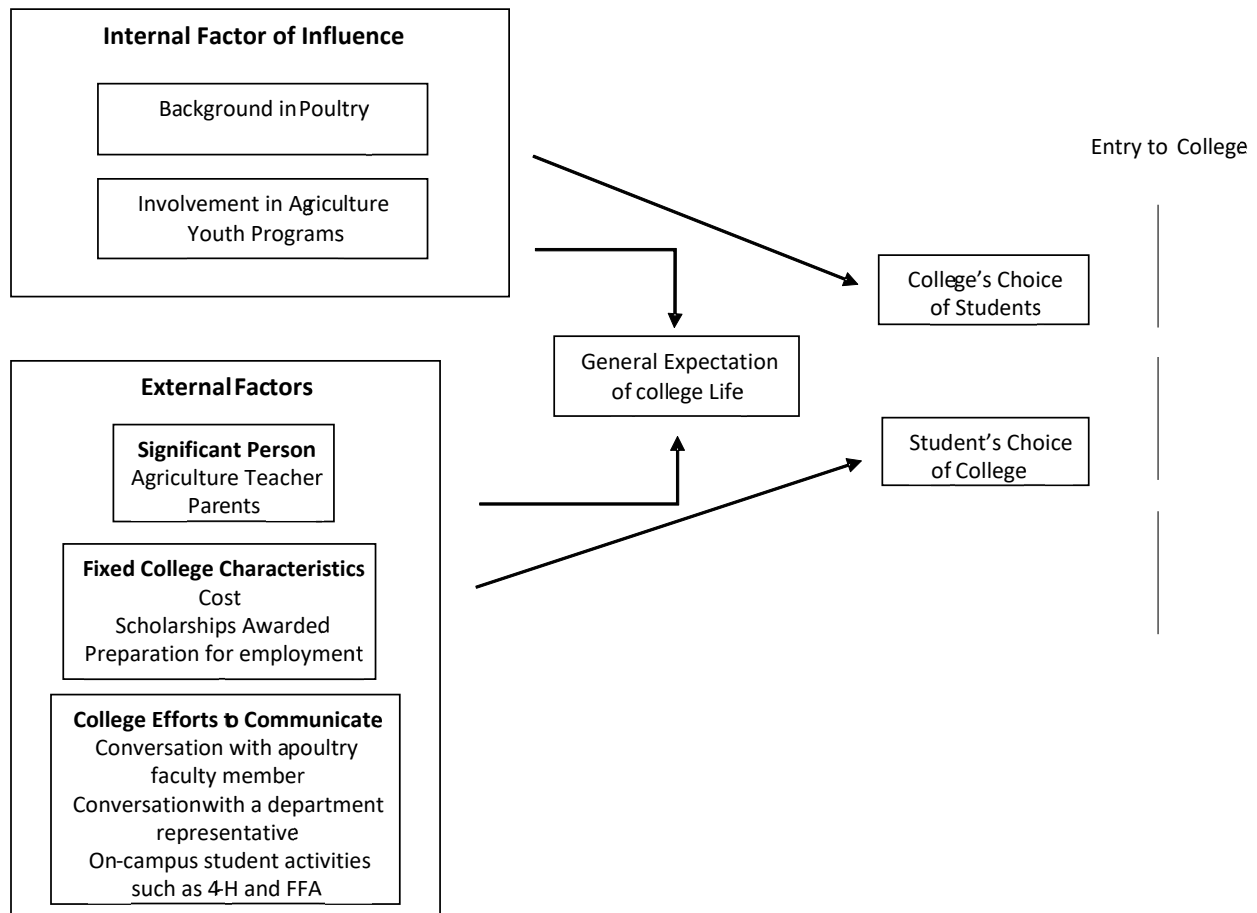 Internal Factor of Influence
Background in Poultry
Involvement in Agriculture
Youth Programs
Entry to College
College's Choice
of Students
General Expectation
of college Life
Student's Choice
of College
External Factors
Significant Person
Agriculture Teacher
Parents
Fixed College Characteristics
Cost
Scholarships Awarded
Preparation for employment
College Efforts to Communicate
Conversation with a poultry
faculty member
Conversation with a department
representative
On-campus student activities
such as 4-H and FFA